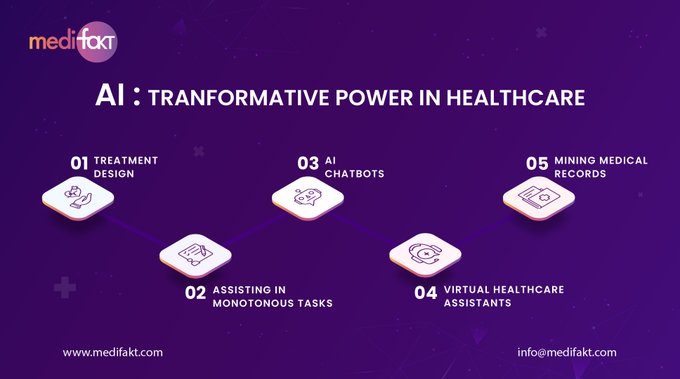 medifakt
AI : TRANFORMATIVE POWER IN HEALTHCARE
01 TREATMENT
DESIGN
02 ASSISTING IN
MONOTONOUS TASKS
03 AI
CHATBOTS
04 VIRTUAL HEALTHCARE
ASSISTANTS
05 MINING MEDICAL
RECORDS
www.medifakt.com
info@medifakt.com